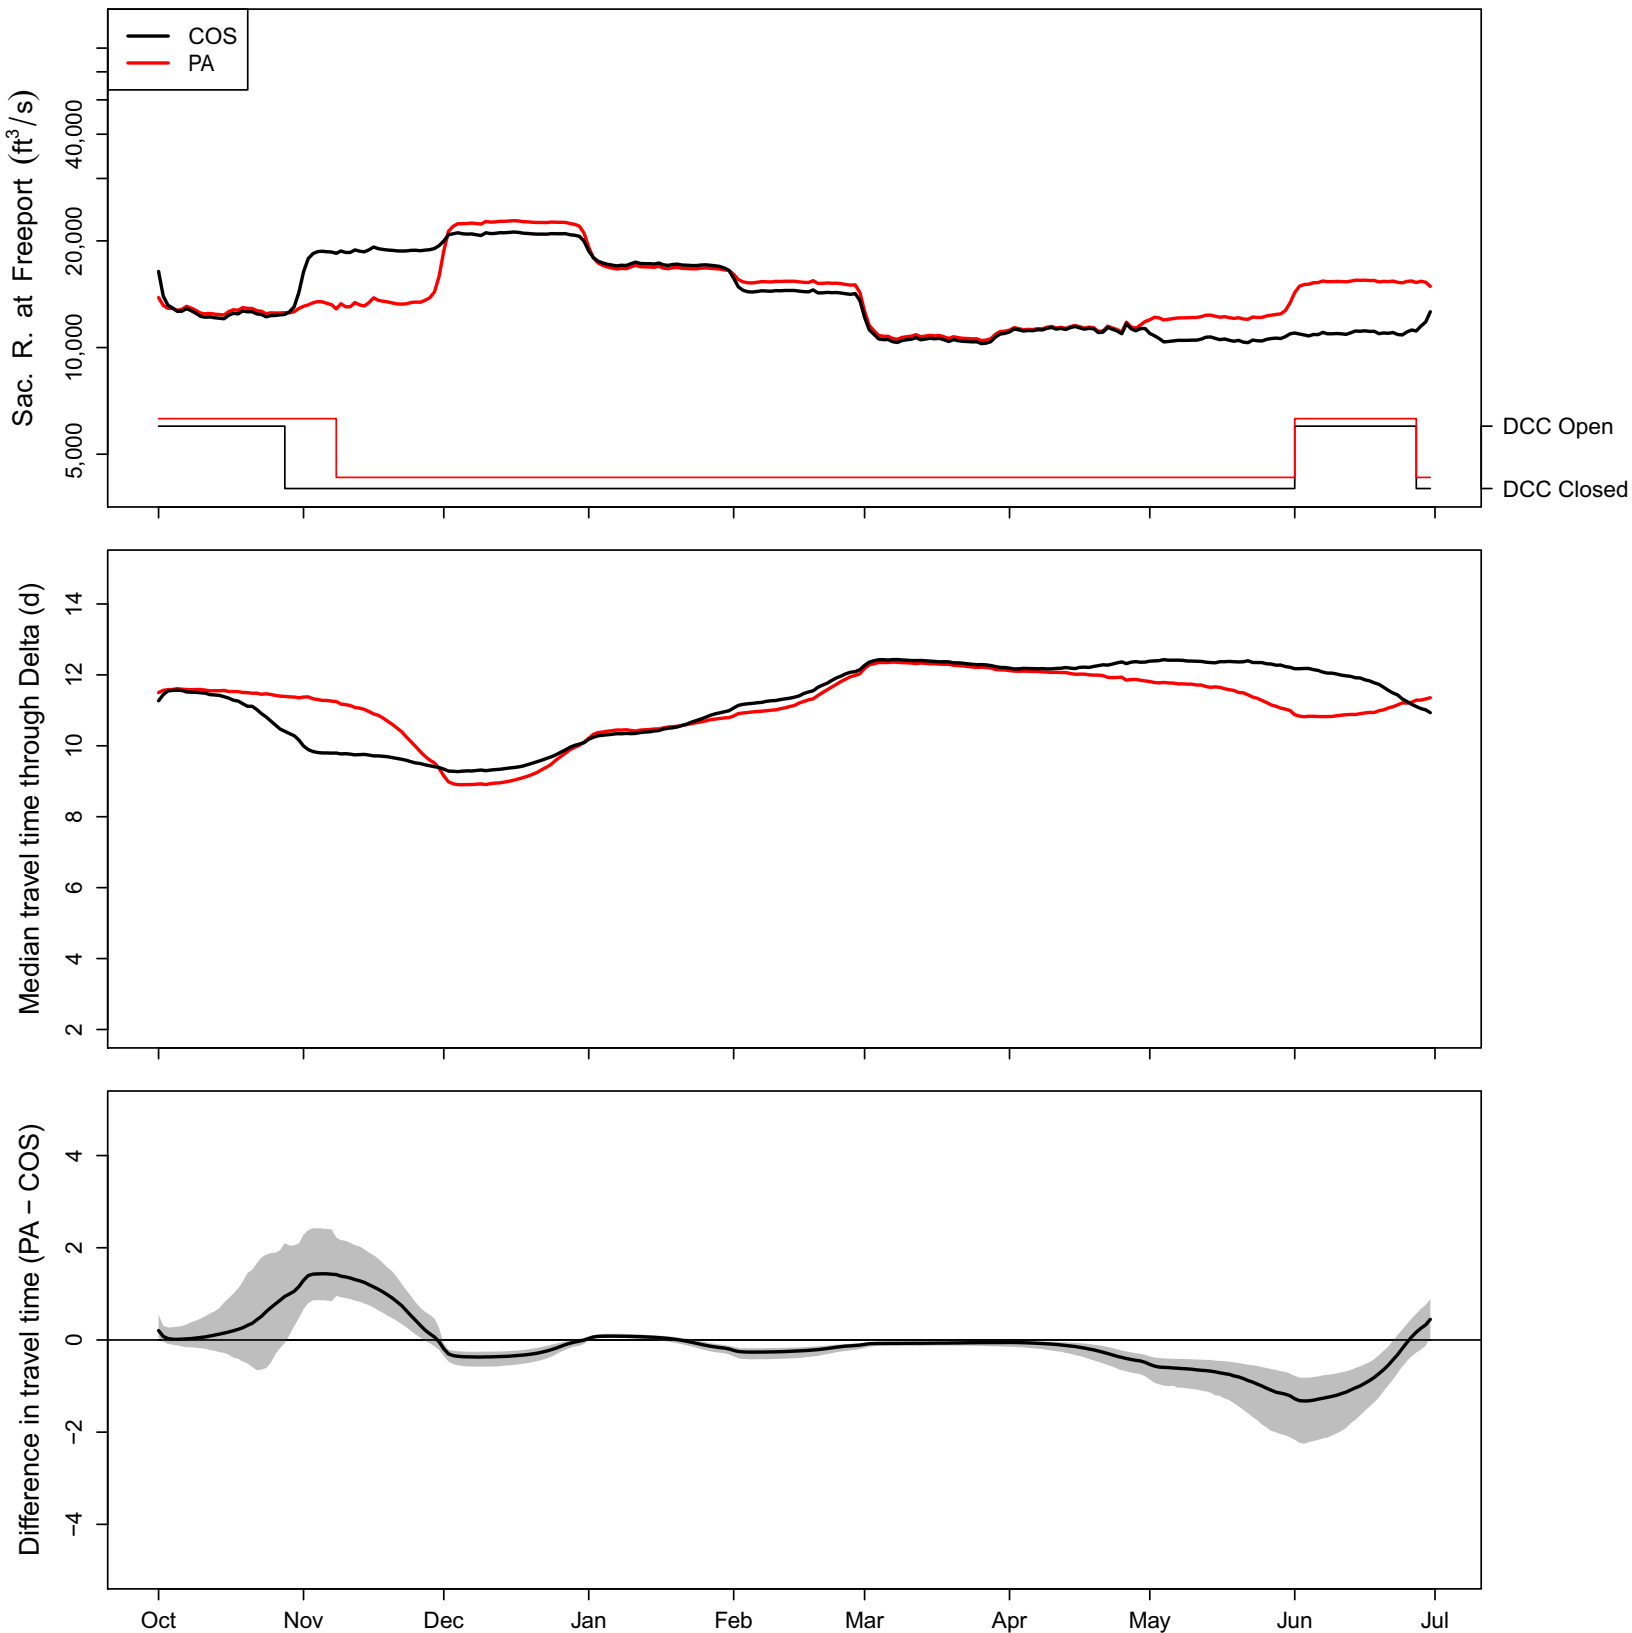 COS
PA
Sac. R. at Freeport (ft³/s)
40,000
20,000
10,000
5,000
DCC Open
DCC Closed
Median travel time through Delta (d)
14
12
10
8
6
4
2
Difference in travel time (PA − COS)
4
2
0
−2
−4
Oct Nov Dec Jan Feb Mar Apr May Jun Jul